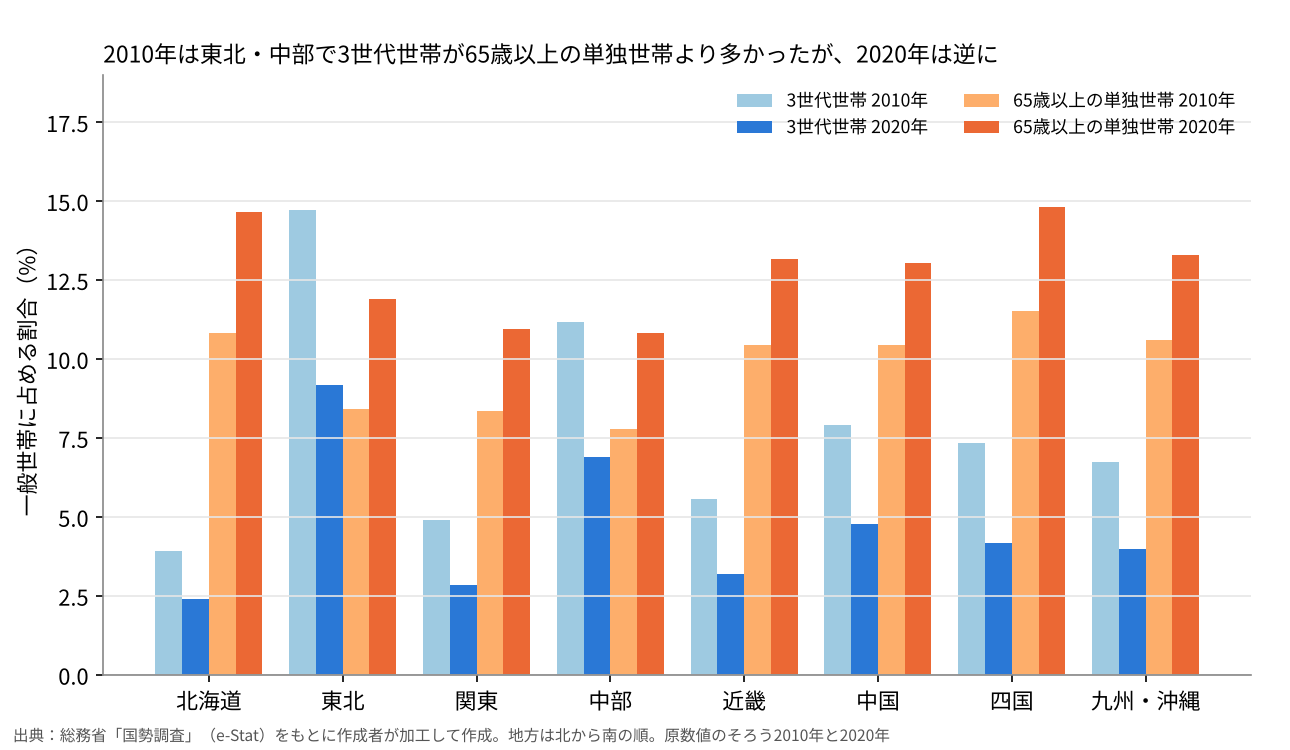 2010年は東北・中部で3世代世帯が65歳以上の単独世帯より多かったが、2020年は逆に
3世代世帯 2010年
3世代世帯 2020年
65歳以上の単独世帯 2010年
65歳以上の単独世帯 2020年
一般世帯に占める割合（%）
17.5
15.0
12.5
10.0
7.5
5.0
2.5
0.0
北海道
東北
関東
中部
近畿
中国
四国
九州・沖縄
出典：総務省「国勢調査」（e-Stat）をもとに作成者が加工して作成。地方は北から南の順。原数値のそろう2010年と2020年